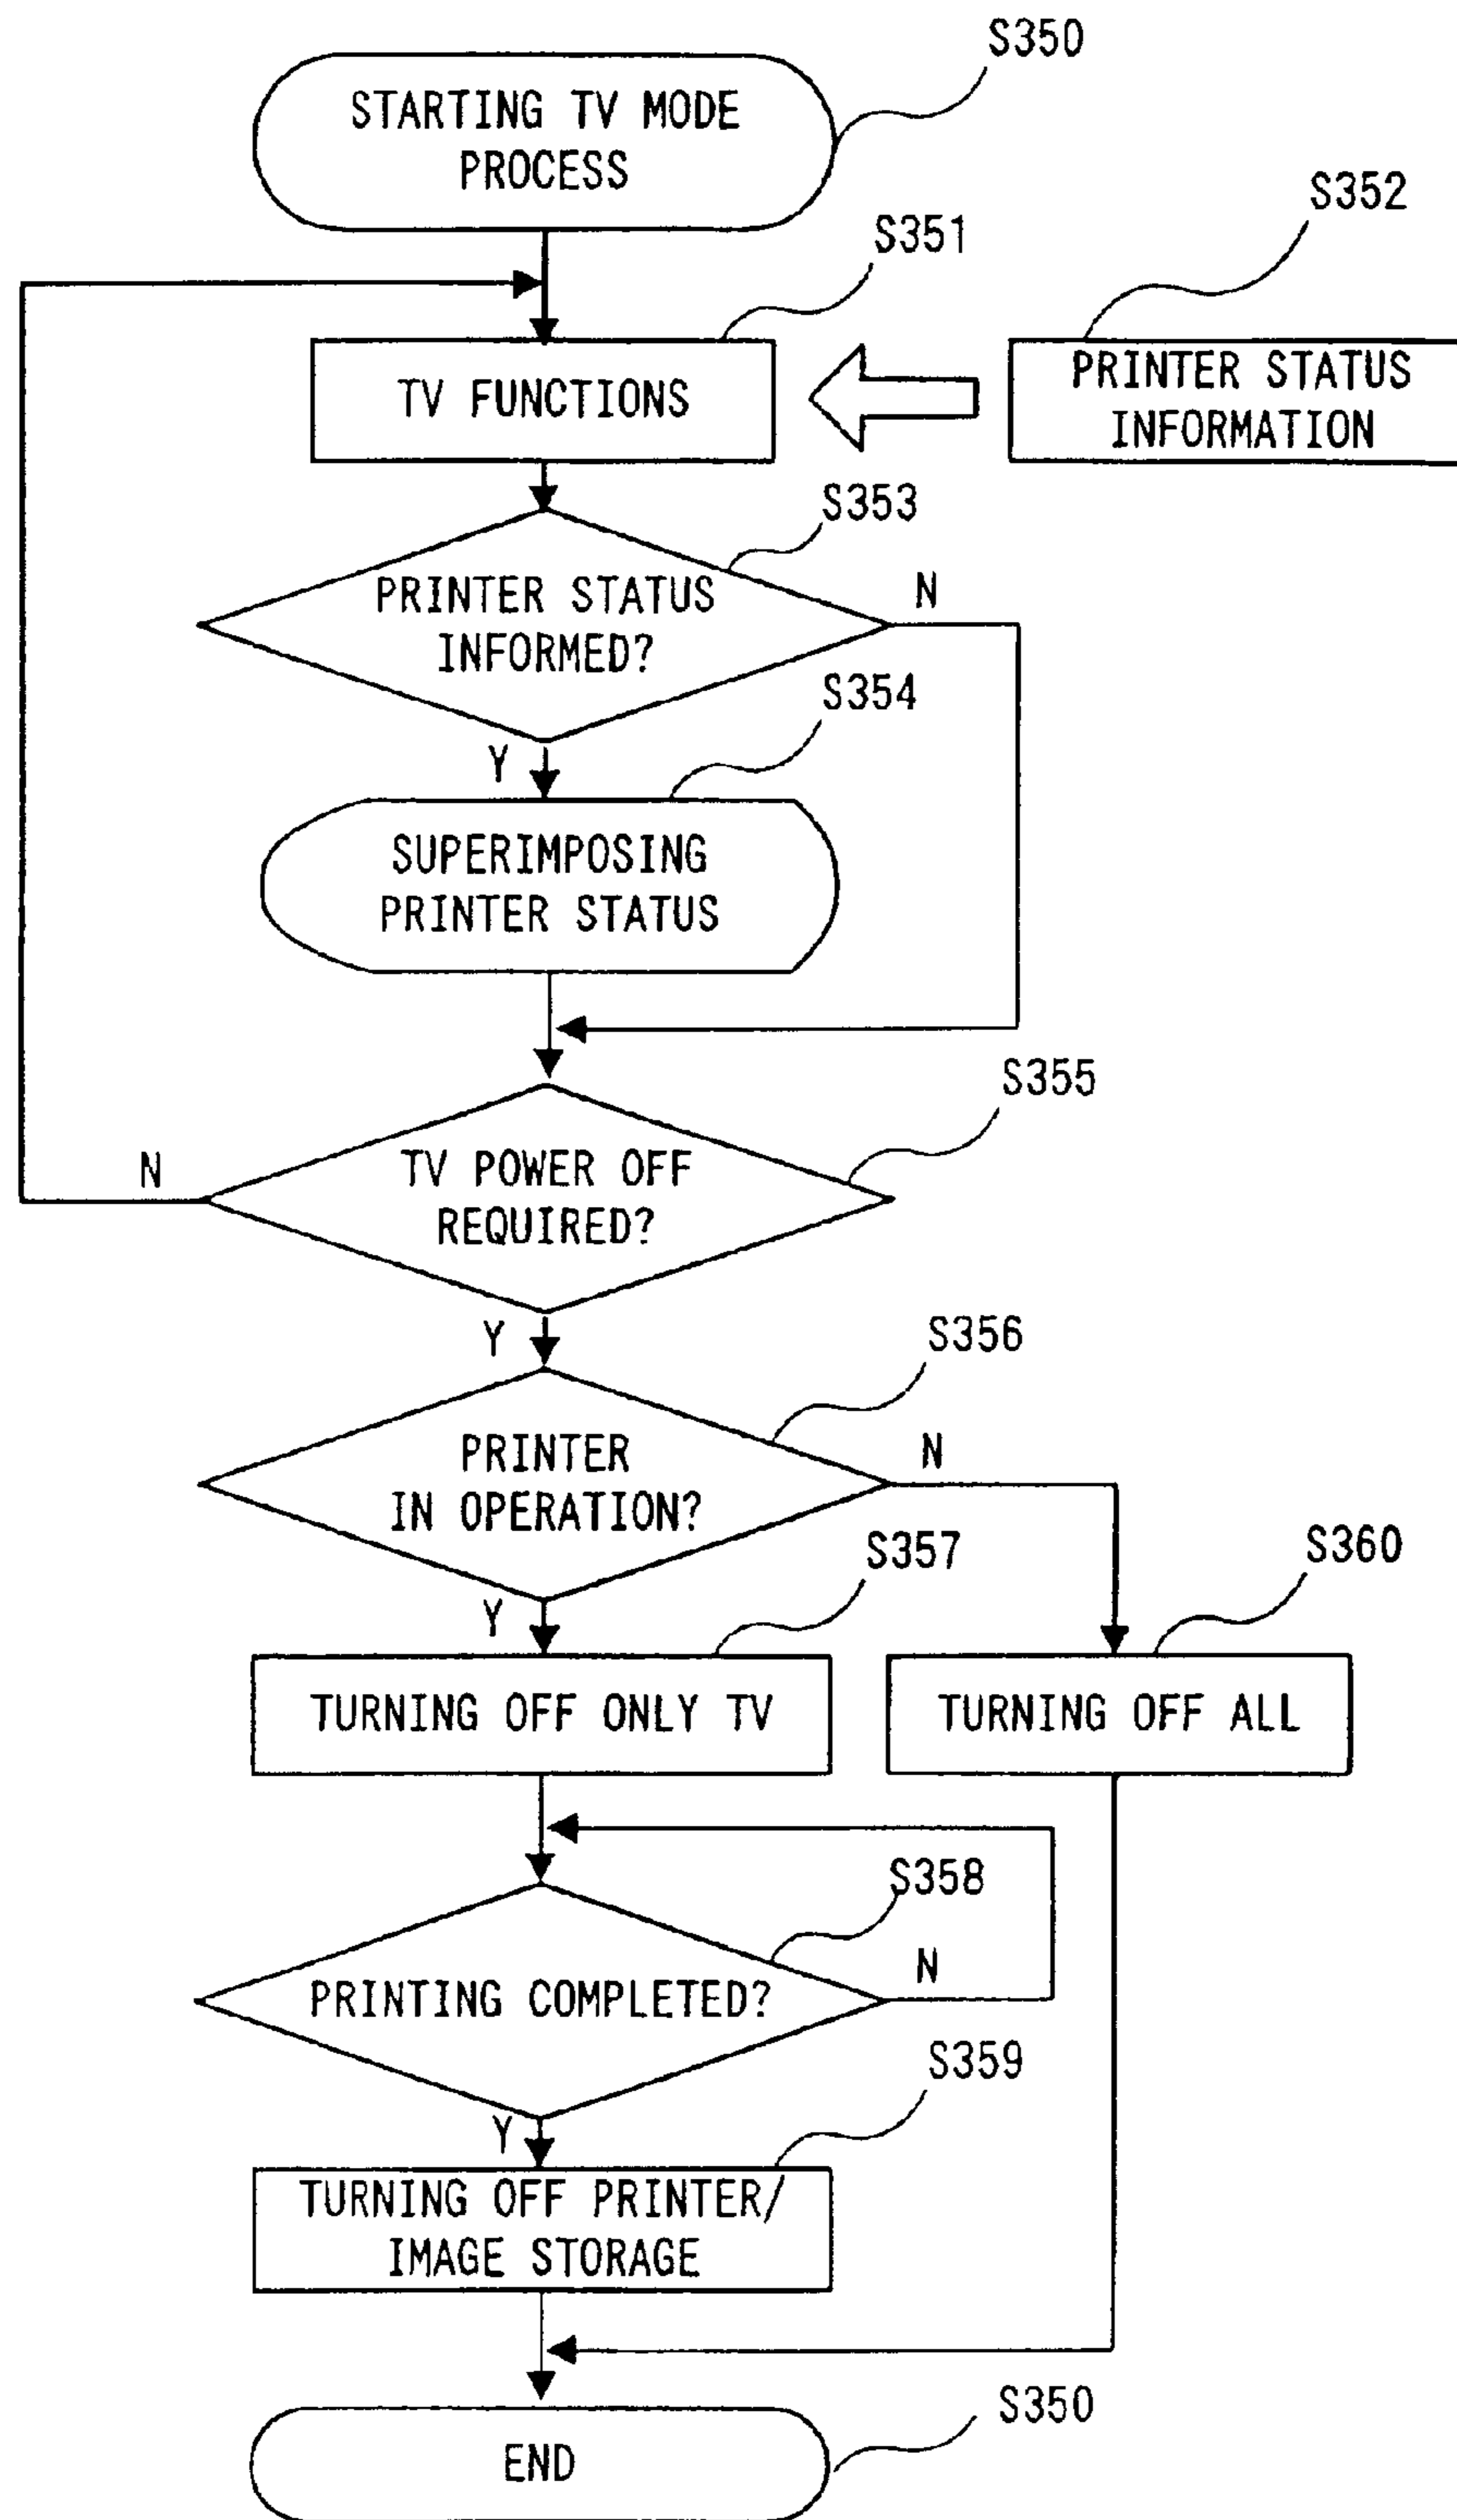 S350
STARTING TV MODE
PROCESS
S352
S351
TV FUNCTIONS
PRINTER STATUS
INFORMATION
S353
PRINTER STATUS
INFORMED?
N
S354
Y
SUPERIMPOSING
PRINTER STATUS
S355
N
TV POWER OFF
REQUIRED?
Y
S356
PRINTER
IN OPERATION?
N
S357
S360
Y
TURNING OFF ONLY TV
TURNING OFF ALL
S358
PRINTING COMPLETED?
N
S359
Y
TURNING OFF PRINTER/
IMAGE STORAGE
S350
END